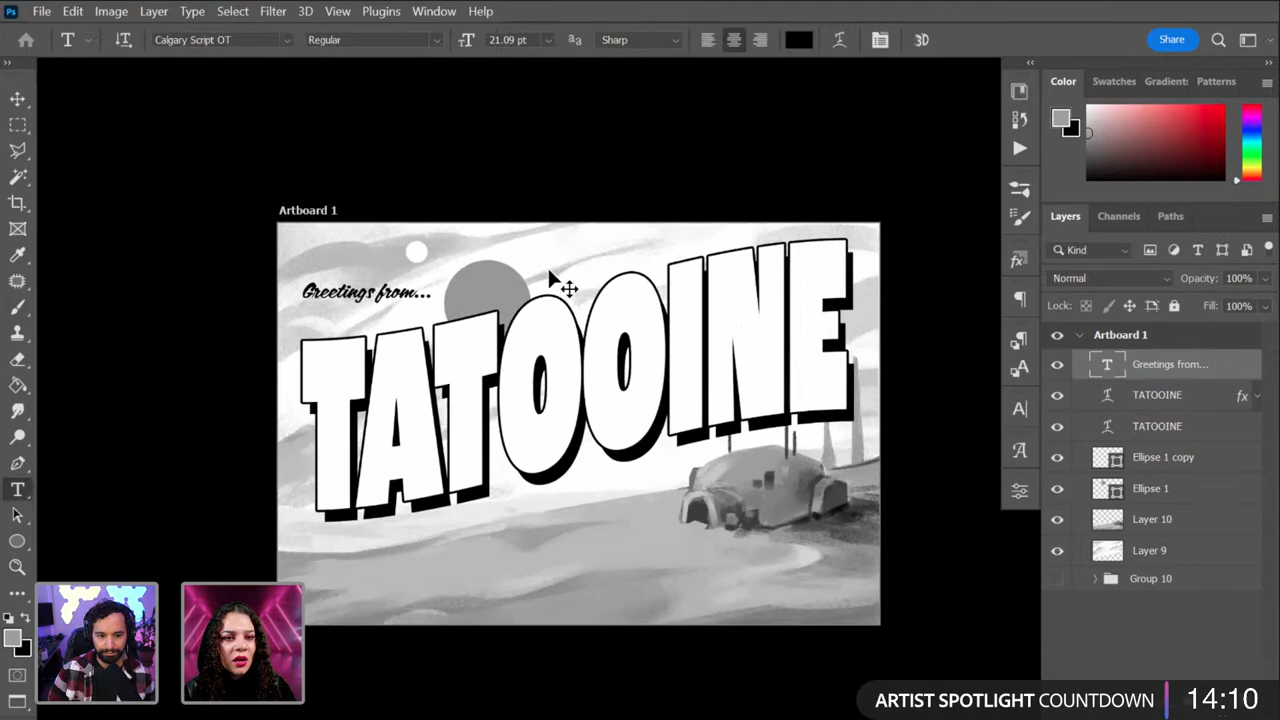 Ps File Edit Image Layer Type Select Filter 3D View Plugins Window Help
T Calgary Script OT Regular 21.09 pt Sharp 3D Share
Color Swatches Gradient: Patterns
Artboard 1
Greetings from...
TATOOINE
Layers Channels Paths
Kind
Normal Opacity: 100%
Lock: Fill: 100%
Artboard 1
T Greetings from...
TATOOINE fx
TATOOINE
Ellipse 1 copy
Ellipse 1
Layer 10
Layer 9
Group 10
ARTIST SPOTLIGHT COUNTDOWN 14:10